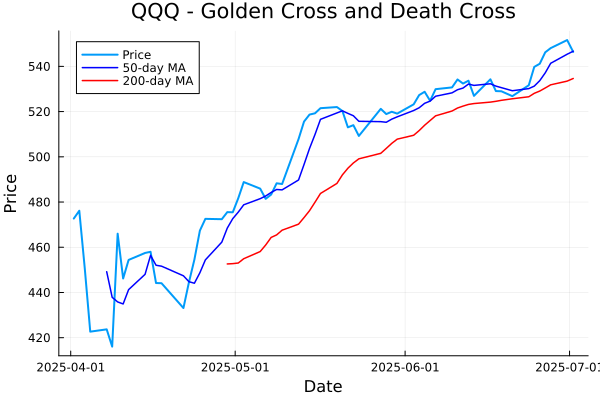 QQQ - Golden Cross and Death Cross
Price
50-day MA
200-day MA
Price
540
520
500
480
460
440
420
2025-04-01
2025-05-01
2025-06-01
2025-07-01
Date